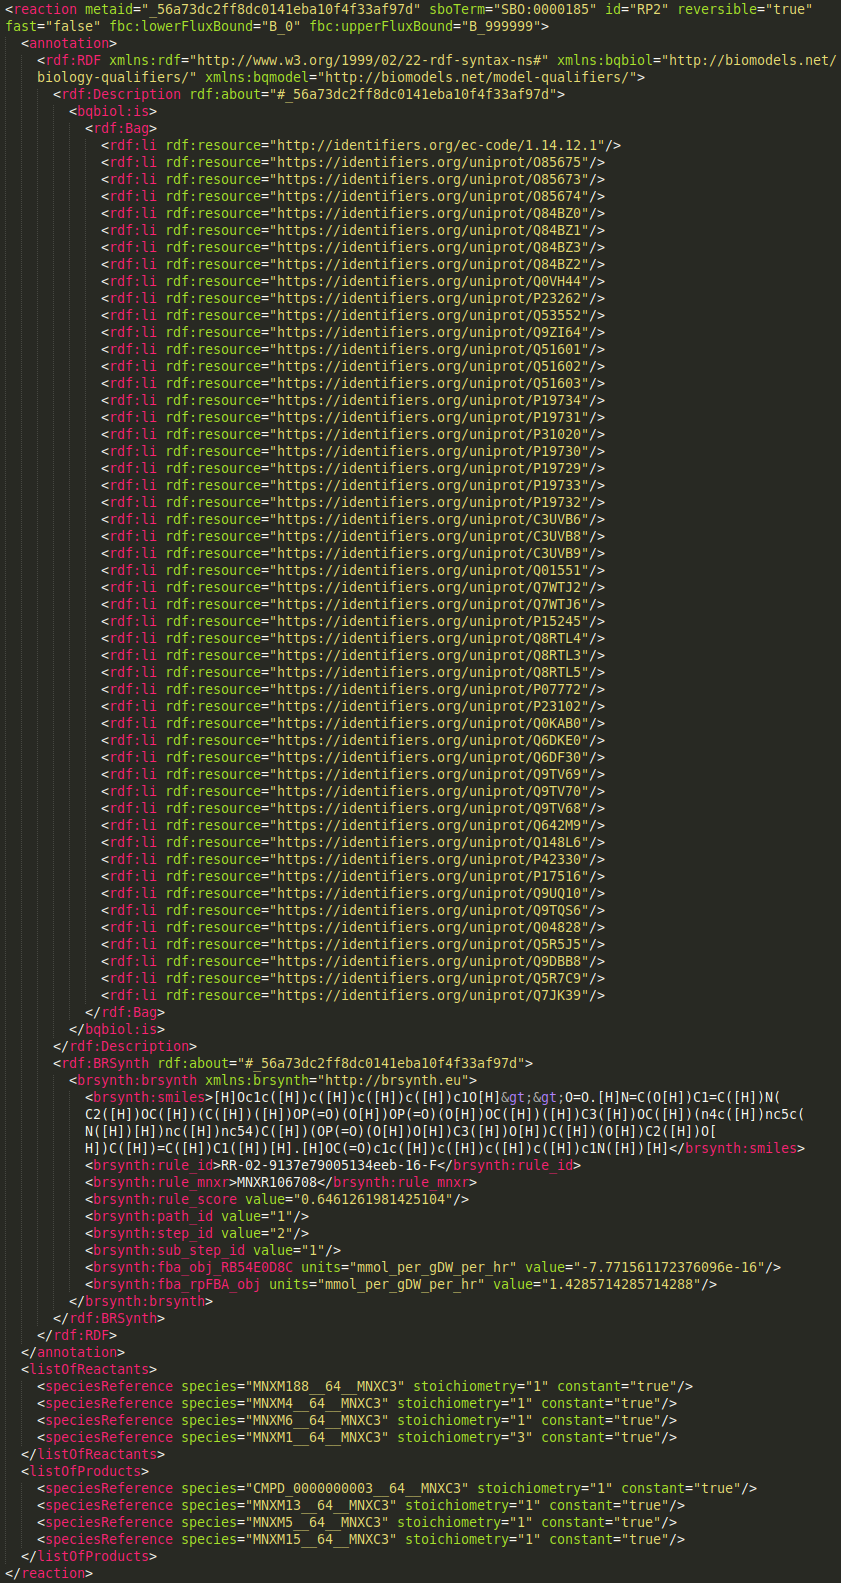 <reaction metaid="_56a73dc2ff8dc0141eba10f4f33af97d" sboTerm="SBO:0000185" id="RP2" reversible="true"
fast="false" fbc:lowerFluxBound="B_0" fbc:upperFluxBound="B_999999">
<annotation>
<rdf:RDF xmlns:rdf="http://www.w3.org/1999/02/22-rdf-syntax-ns#" xmlns:bqbiol="http://biomodels.net/
biology-qualifiers/" xmlns:bqmodel="http://biomodels.net/model-qualifiers/">
<rdf:Description rdf:about="#_56a73dc2ff8dc0141eba10f4f33af97d">
<bqbiol:is>
<rdf:Bag>
<rdf:li rdf:resource="http://identifiers.org/ec-code/1.14.12.1"/>
<rdf:li rdf:resource="https://identifiers.org/uniprot/O85675"/>
<rdf:li rdf:resource="https://identifiers.org/uniprot/O85673"/>
<rdf:li rdf:resource="https://identifiers.org/uniprot/O85674"/>
<rdf:li rdf:resource="https://identifiers.org/uniprot/Q84BZ0"/>
<rdf:li rdf:resource="https://identifiers.org/uniprot/Q84BZ1"/>
<rdf:li rdf:resource="https://identifiers.org/uniprot/Q84BZ3"/>
<rdf:li rdf:resource="https://identifiers.org/uniprot/Q84BZ2"/>
<rdf:li rdf:resource="https://identifiers.org/uniprot/Q0VH44"/>
<rdf:li rdf:resource="https://identifiers.org/uniprot/P23262"/>
<rdf:li rdf:resource="https://identifiers.org/uniprot/Q53552"/>
<rdf:li rdf:resource="https://identifiers.org/uniprot/Q9ZI64"/>
<rdf:li rdf:resource="https://identifiers.org/uniprot/Q51601"/>
<rdf:li rdf:resource="https://identifiers.org/uniprot/Q51602"/>
<rdf:li rdf:resource="https://identifiers.org/uniprot/Q51603"/>
<rdf:li rdf:resource="https://identifiers.org/uniprot/P19734"/>
<rdf:li rdf:resource="https://identifiers.org/uniprot/P19731"/>
<rdf:li rdf:resource="https://identifiers.org/uniprot/P31020"/>
<rdf:li rdf:resource="https://identifiers.org/uniprot/P19730"/>
<rdf:li rdf:resource="https://identifiers.org/uniprot/P19729"/>
<rdf:li rdf:resource="https://identifiers.org/uniprot/P19733"/>
<rdf:li rdf:resource="https://identifiers.org/uniprot/P19732"/>
<rdf:li rdf:resource="https://identifiers.org/uniprot/C3UVB6"/>
<rdf:li rdf:resource="https://identifiers.org/uniprot/C3UVB8"/>
<rdf:li rdf:resource="https://identifiers.org/uniprot/C3UVB9"/>
<rdf:li rdf:resource="https://identifiers.org/uniprot/Q01551"/>
<rdf:li rdf:resource="https://identifiers.org/uniprot/Q7WTJ2"/>
<rdf:li rdf:resource="https://identifiers.org/uniprot/Q7WTJ6"/>
<rdf:li rdf:resource="https://identifiers.org/uniprot/P15245"/>
<rdf:li rdf:resource="https://identifiers.org/uniprot/Q8RTL4"/>
<rdf:li rdf:resource="https://identifiers.org/uniprot/Q8RTL3"/>
<rdf:li rdf:resource="https://identifiers.org/uniprot/Q8RTL5"/>
<rdf:li rdf:resource="https://identifiers.org/uniprot/P07772"/>
<rdf:li rdf:resource="https://identifiers.org/uniprot/P23102"/>
<rdf:li rdf:resource="https://identifiers.org/uniprot/Q0KAB0"/>
<rdf:li rdf:resource="https://identifiers.org/uniprot/Q6DKE0"/>
<rdf:li rdf:resource="https://identifiers.org/uniprot/Q6DF30"/>
<rdf:li rdf:resource="https://identifiers.org/uniprot/Q9TV69"/>
<rdf:li rdf:resource="https://identifiers.org/uniprot/Q9TV70"/>
<rdf:li rdf:resource="https://identifiers.org/uniprot/Q9TV68"/>
<rdf:li rdf:resource="https://identifiers.org/uniprot/Q642M9"/>
<rdf:li rdf:resource="https://identifiers.org/uniprot/Q148L6"/>
<rdf:li rdf:resource="https://identifiers.org/uniprot/P42330"/>
<rdf:li rdf:resource="https://identifiers.org/uniprot/P17516"/>
<rdf:li rdf:resource="https://identifiers.org/uniprot/Q9UQ10"/>
<rdf:li rdf:resource="https://identifiers.org/uniprot/Q9TQS6"/>
<rdf:li rdf:resource="https://identifiers.org/uniprot/Q04828"/>
<rdf:li rdf:resource="https://identifiers.org/uniprot/Q5R5J5"/>
<rdf:li rdf:resource="https://identifiers.org/uniprot/Q9DBB8"/>
<rdf:li rdf:resource="https://identifiers.org/uniprot/Q5R7C9"/>
<rdf:li rdf:resource="https://identifiers.org/uniprot/Q7JK39"/>
</rdf:Bag>
</bqbiol:is>
</rdf:Description>
<rdf:BRSynth rdf:about="#_56a73dc2ff8dc0141eba10f4f33af97d">
<brsynth:brsynth xmlns:brsynth="http://brsynth.eu">
<brsynth:smiles>[H]Oc1c([H])c([H])c([H])c([H])c1O[H]&gt;&gt;O=O.[H]N=C(O[H])C1=C([H])N(
C2([H])OC([H])(C([H])([H])OP(=O)(O[H])OP(=O)(O[H])OC([H])([H])C3([H])OC([H])(n4c([H])nc5c(
N([H])[H])nc([H])nc54)C([H])(OP(=O)(O[H])O[H])C3([H])O[H])C([H])(O[H])C2([H])O[
H])C([H])=C([H])C1([H])[H].[H]OC(=O)c1c([H])c([H])c([H])c([H])c1N([H])[H]</brsynth:smiles>
<brsynth:rule_id>RR-02-9137e79005134eeb-16-F</brsynth:rule_id>
<brsynth:rule_mnxr>MNXR106708</brsynth:rule_mnxr>
<brsynth:rule_score value="0.6461261981425104"/>
<brsynth:path_id value="1"/>
<brsynth:step_id value="2"/>
<brsynth:sub_step_id value="1"/>
<brsynth:fba_obj_RB54E0D8C units="mmol_per_gDW_per_hr" value="-7.771561172376096e-16"/>
<brsynth:fba_rpFBA_obj units="mmol_per_gDW_per_hr" value="1.4285714285714288"/>
</brsynth:brsynth>
</rdf:BRSynth>
</rdf:RDF>
</annotation>
<listOfReactants>
<speciesReference species="MNXM188__64__MNXC3" stoichiometry="1" constant="true"/>
<speciesReference species="MNXM4__64__MNXC3" stoichiometry="1" constant="true"/>
<speciesReference species="MNXM6__64__MNXC3" stoichiometry="1" constant="true"/>
<speciesReference species="MNXM1__64__MNXC3" stoichiometry="3" constant="true"/>
</listOfReactants>
<listOfProducts>
<speciesReference species="CMPD_0000000003__64__MNXC3" stoichiometry="1" constant="true"/>
<speciesReference species="MNXM13__64__MNXC3" stoichiometry="1" constant="true"/>
<speciesReference species="MNXM5__64__MNXC3" stoichiometry="1" constant="true"/>
<speciesReference species="MNXM15__64__MNXC3" stoichiometry="1" constant="true"/>
</listOfProducts>
</reaction>